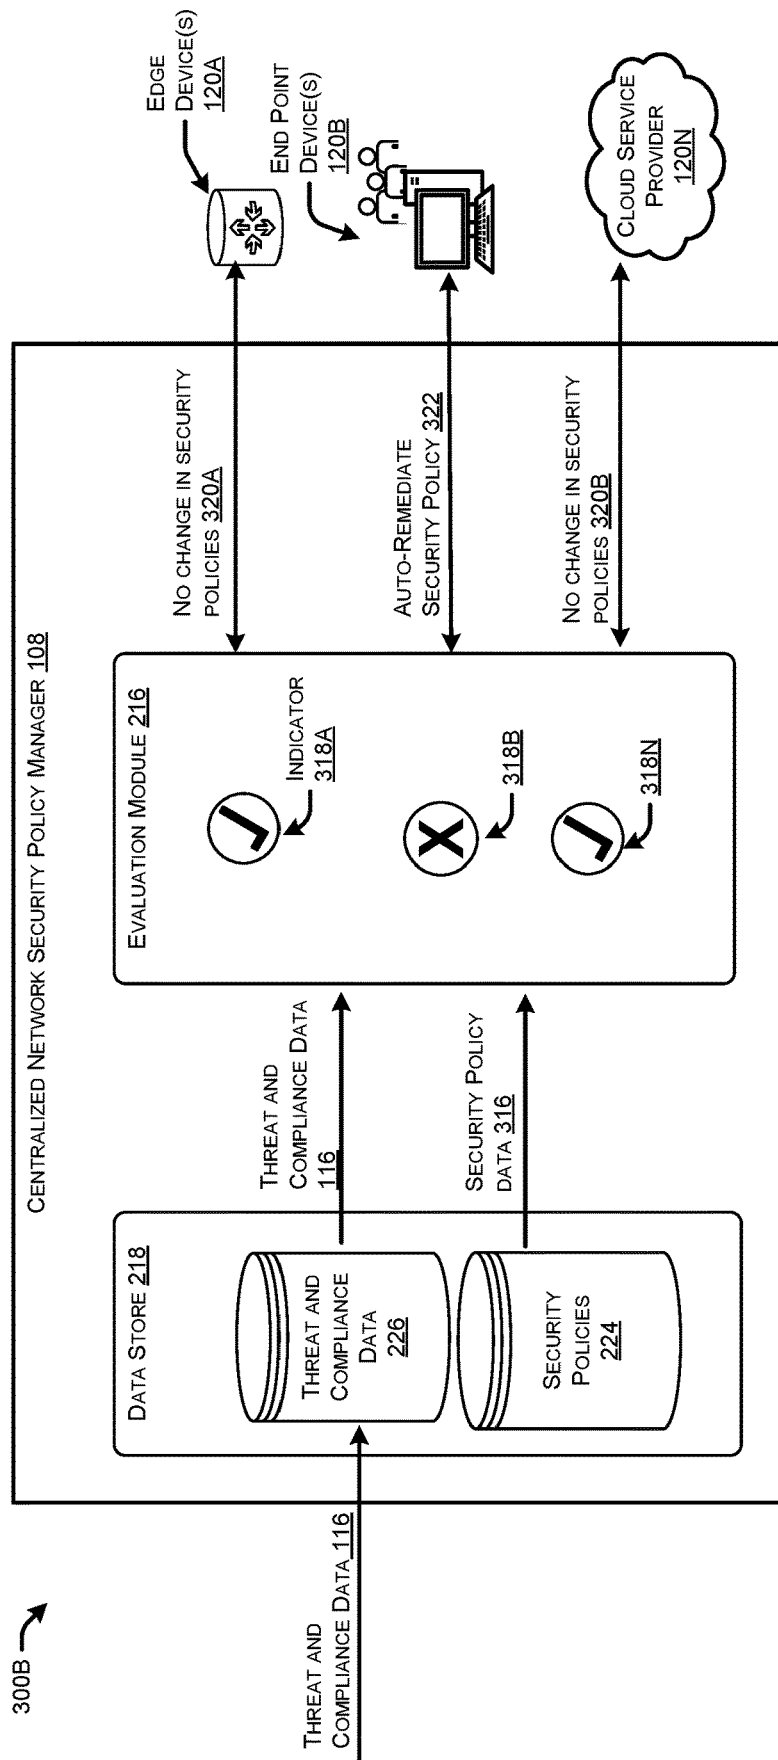 300B
CENTRALIZED NETWORK SECURITY POLICY MANAGER 108
THREAT AND
COMPLIANCE DATA 116
DATA STORE 218
THREAT AND
COMPLIANCE
DATA
226
SECURITY
POLICIES
224
THREAT AND
COMPLIANCE DATA
116
SECURITY POLICY
DATA 316
EVALUATION MODULE 216
INDICATOR
318A
318B
318N
NO CHANGE IN SECURITY
POLICIES 320A
AUTO-REMEDIATE
SECURITY POLICY 322
NO CHANGE IN SECURITY
POLICIES 320B
EDGE
DEVICE(S)
120A
END POINT
DEVICE(S)
120B
CLOUD SERVICE
PROVIDER
120N